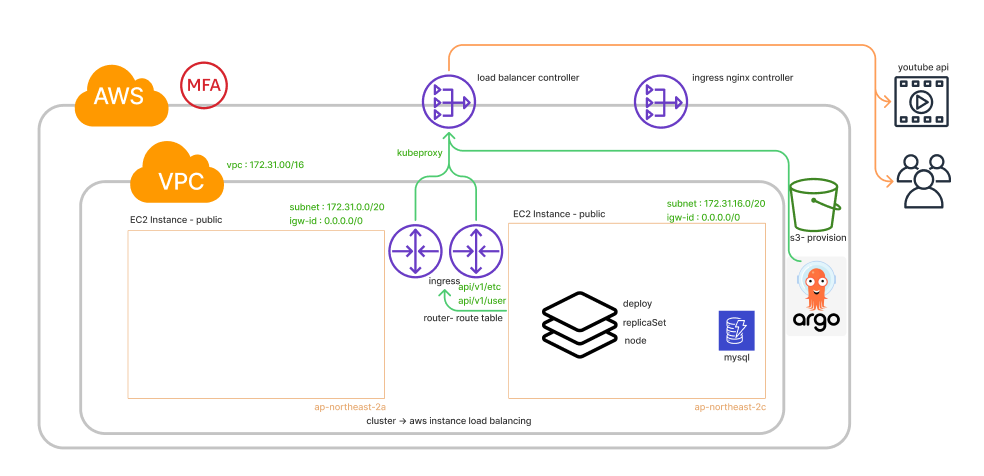 youtube api
load balancer controller
ingress nginx controller
AWS
MFA
kubeproxy
VPC
vpc : 172.31.00/16
subnet : 172.31.0.0/20
igw-id : 0.0.0.0/0
subnet : 172.31.16.0/20
igw-id : 0.0.0.0/0
EC2 Instance - public
EC2 Instance - public
s3- provision
ingress
api/v1/etc
api/v1/user
router- route table
deploy
replicaSet
node
mysql
argo
ap-northeast-2a
ap-northeast-2c
cluster → aws instance load balancing